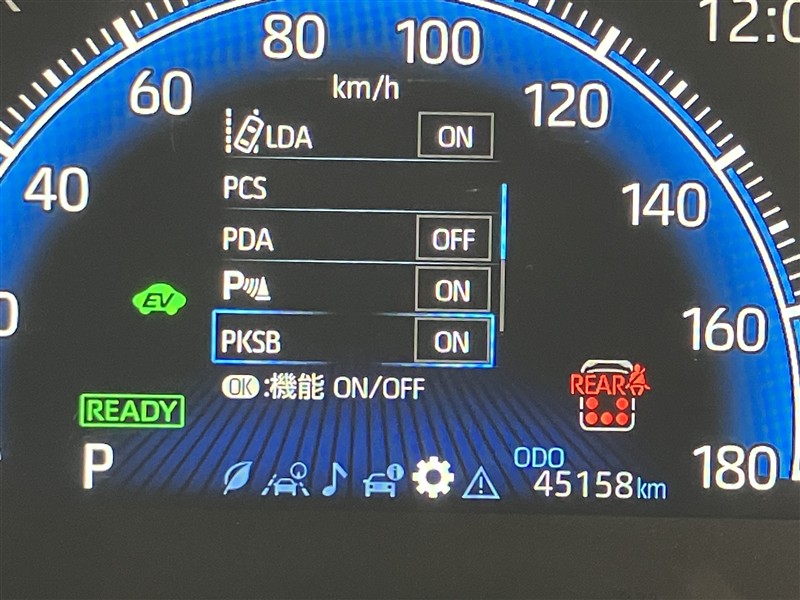 12:0
80
100
km/h
60
120
LDA ON
40
PCS
140
PDA OFF
EV
P ON
0
160
PKSB ON
REAR
OK :機能 ON/OFF
READY
P
ODO
180
45158km